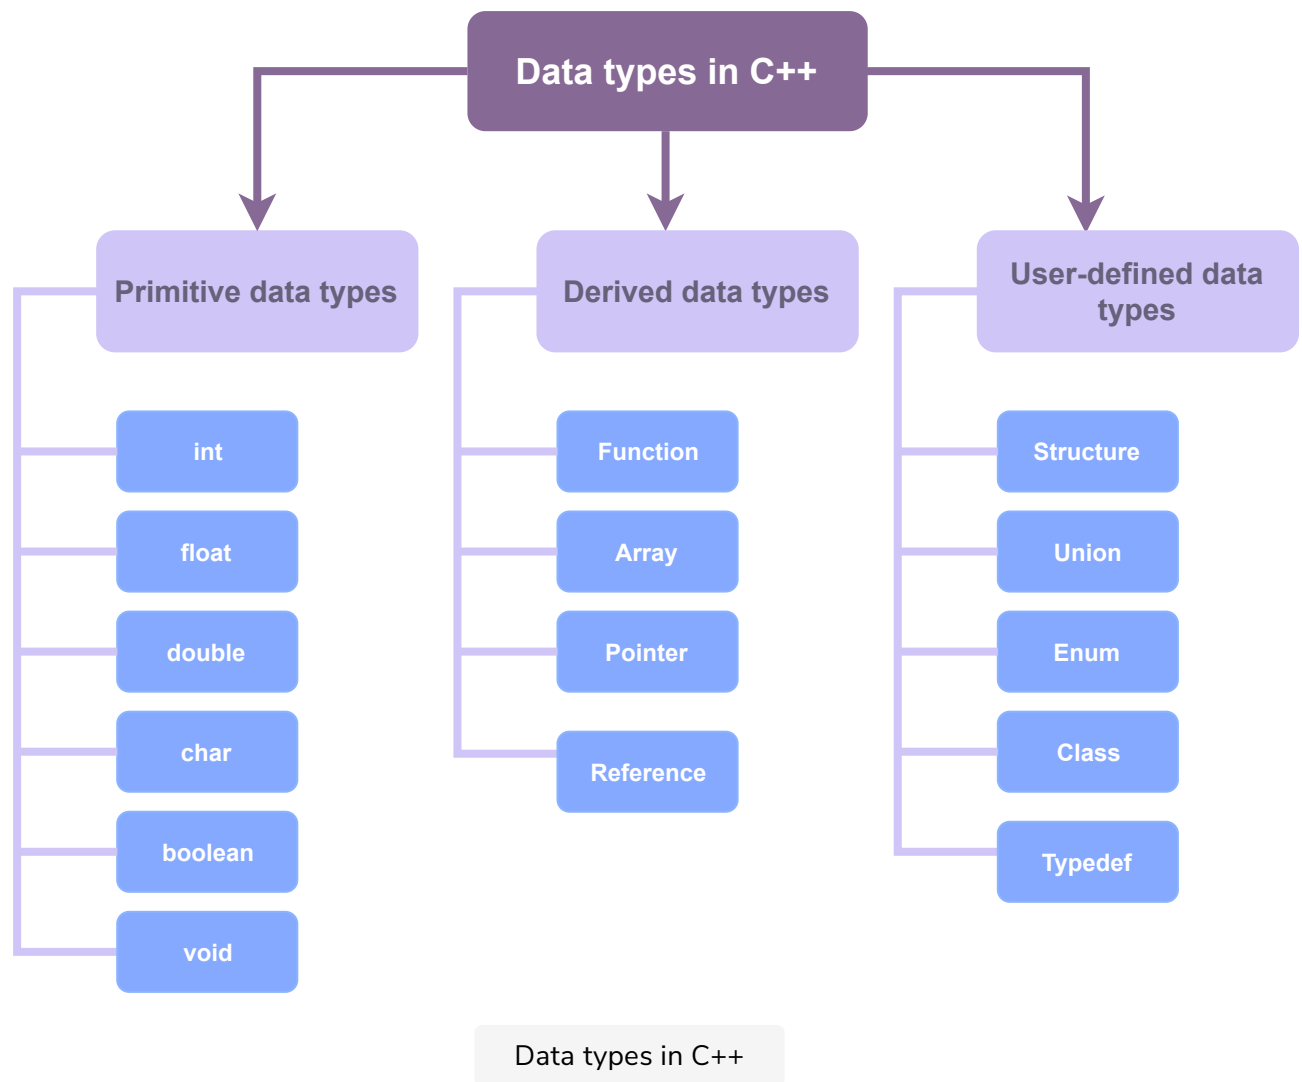 Data types in C++
Primitive data types
Derived data types
User-defined data
types
int
float
double
char
boolean
void
Function
Array
Pointer
Reference
Structure
Union
Enum
Class
Typedef
Data types in C++